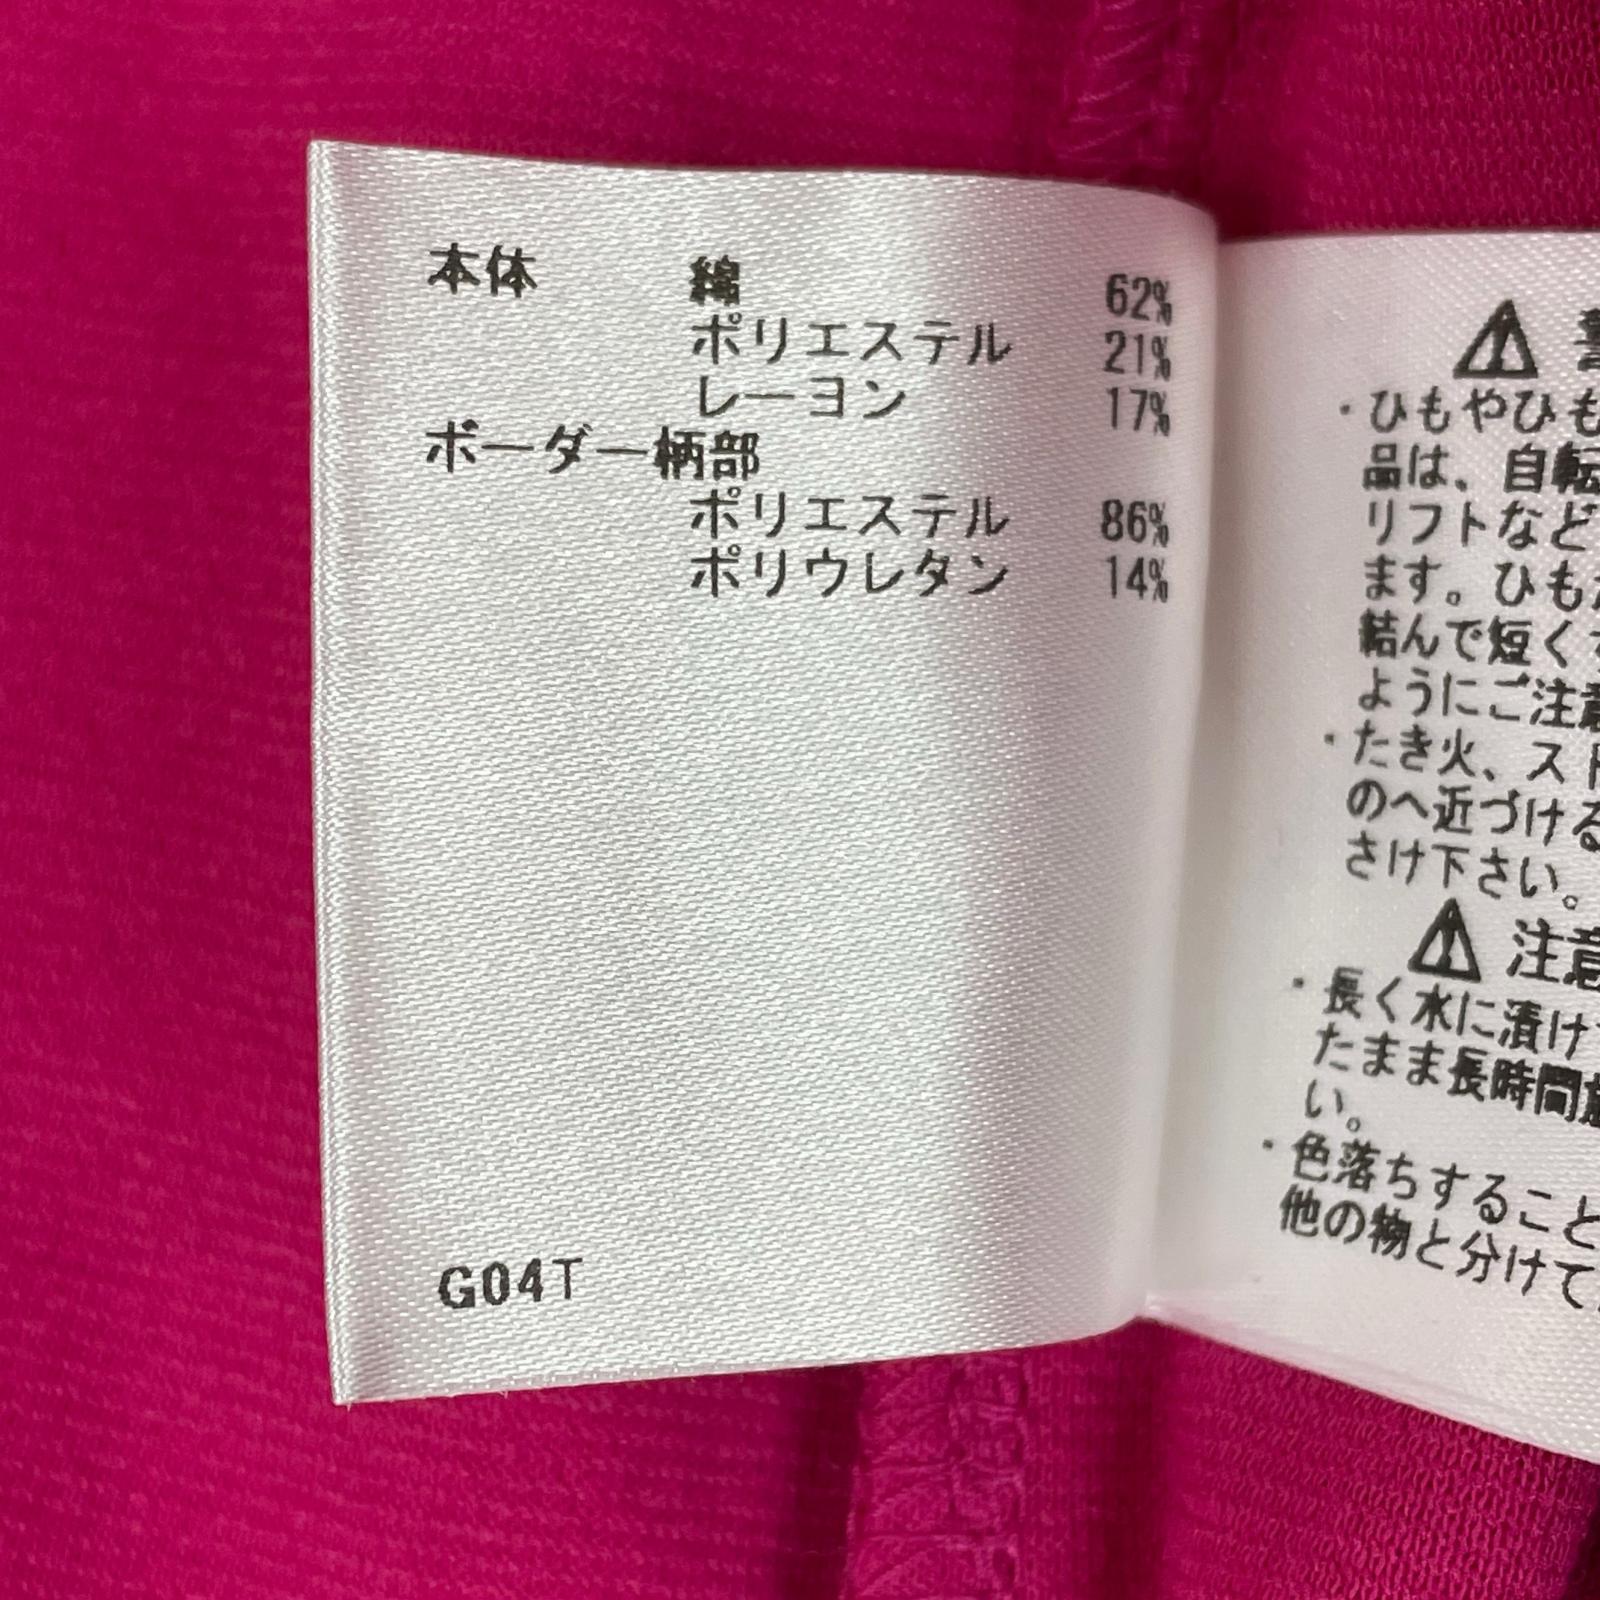 本体 綿 62%
ポリエステル 21%
レーヨン 17%
ボーダー柄部
ポリエステル 86%
ポリウレタン 14%
G04T
・ひもやひも
品は、自転
リフトなど
ます。ひも
結んで短く
ようにご注意
・たき火、スト
のへ近づける
さけ下さい。
注意
・長く水に漬け
たまま長時間
い。
・色落ちすること
他の物と分けて